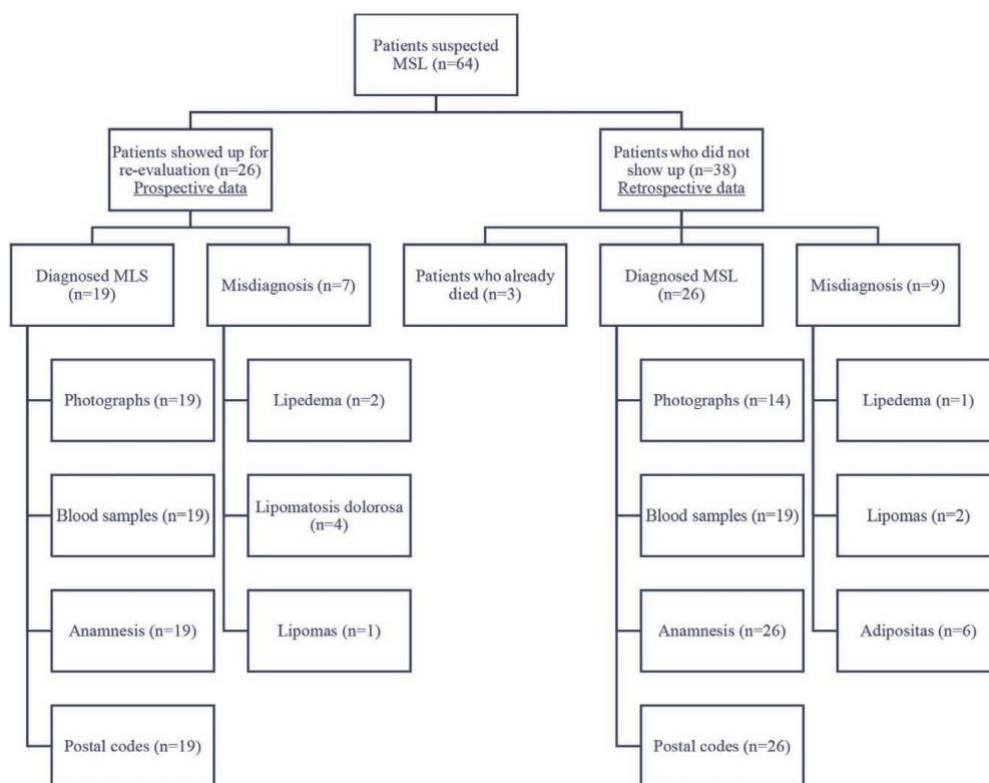 Patients suspected
MSL (n=64)
Patients showed up for
re-evaluation (n=26)
Prospective data
Patients who did not
show up (n=38)
Retrospective data
Diagnosed MLS
(n=19)
Misdiagnosis (n=7)
Patients who already
died (n=3)
Diagnosed MSL
(n=26)
Misdiagnosis (n=9)
Photographs (n=19)
Lipedema (n=2)
Photographs (n=14)
Lipedema (n=1)
Blood samples (n=19)
Lipomatosis dolorosa
(n=4)
Blood samples (n=19)
Lipomas (n=2)
Anamnesis (n=19)
Lipomas (n=1)
Anamnesis (n=26)
Adipositas (n=6)
Postal codes (n=19)
Postal codes (n=26)